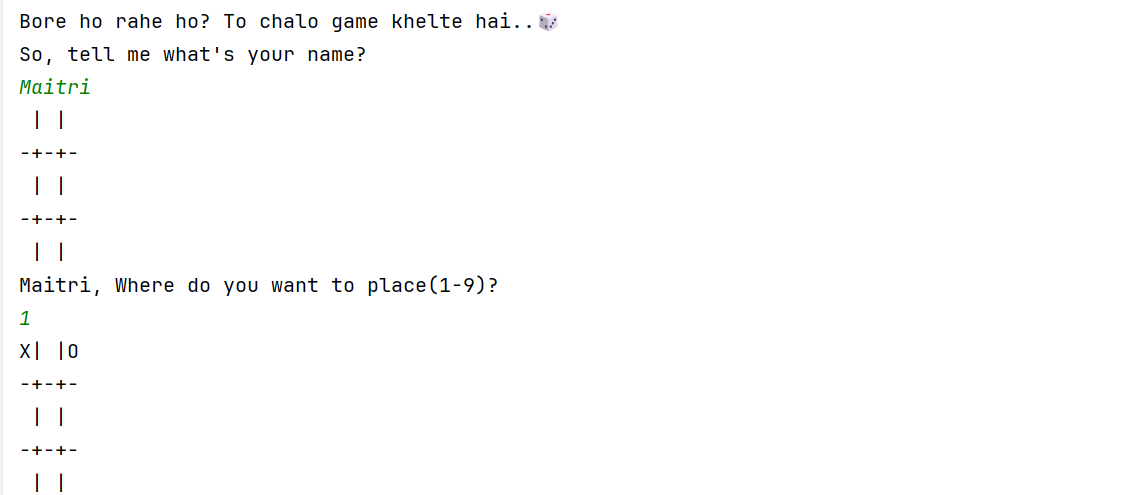 Bore ho rahe ho? To chalo game khelte hai..🎲
So, tell me what's your name?
Maitri
 | |
-+-+-
 | |
-+-+-
 | |
Maitri, Where do you want to place(1-9)?
1
X| |O
-+-+-
 | |
-+-+-
 | |